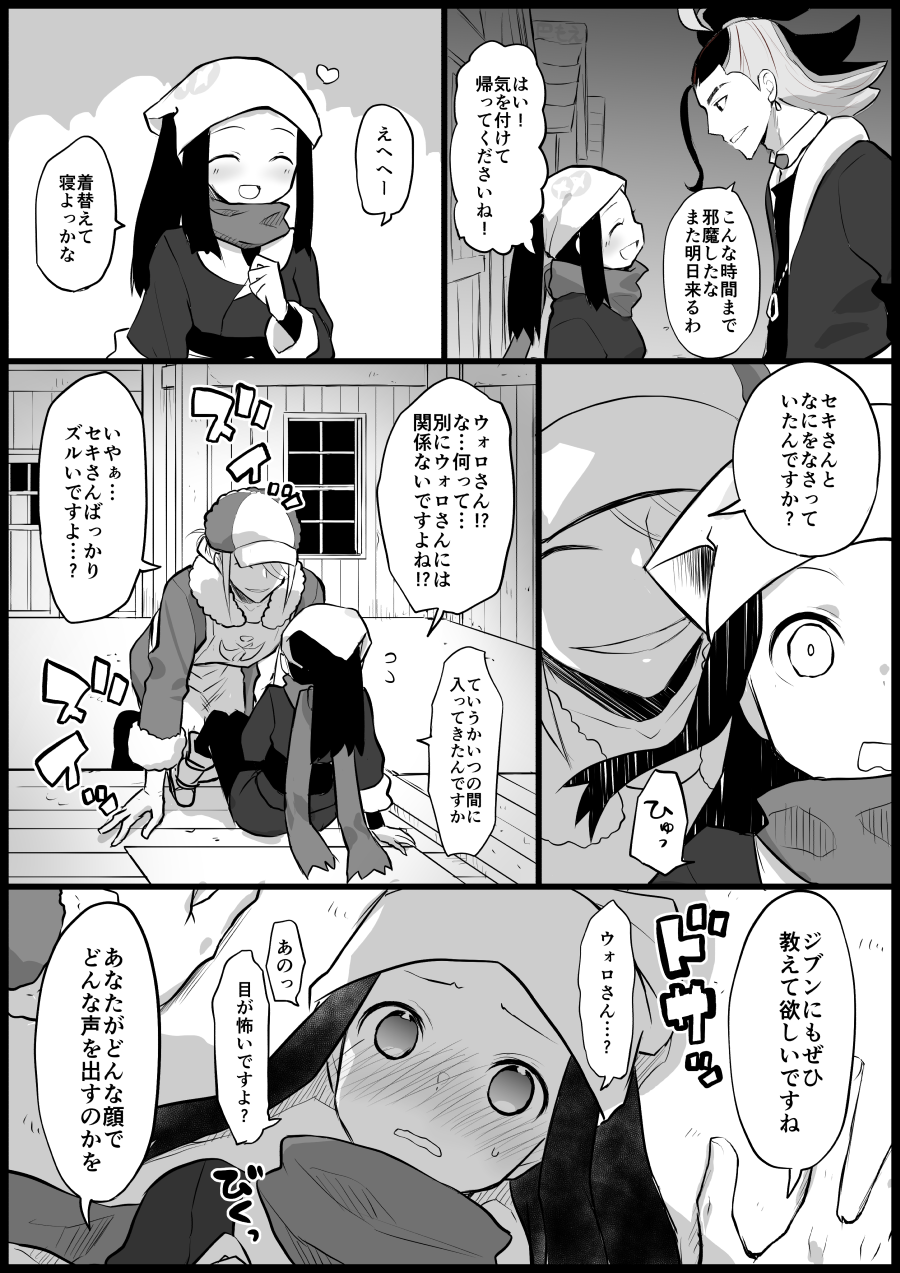 こんな時間まで
邪魔したな
また明日来るわ
はい！
気を付けて
帰ってくださいね！
えへへー
着替えて
寝よっかな
セキさんと
なにをなさって
いたんですか？
ひゅっ
ウォロさん!?
な…何って…
別にウォロさんには
関係ないですよね!?
ていうかいつの間に
入ってきたんですか
ズイッ
いやぁ…
セキさんばっかり
ズルいですよ…？
ズズズ…
ジブンにもぜひ
教えて欲しいですね
ドサッ
ウォロさん…？
あのっ
目が怖いですよ？
びくっ
あなたがどんな顔で
どんな声を出すのかを